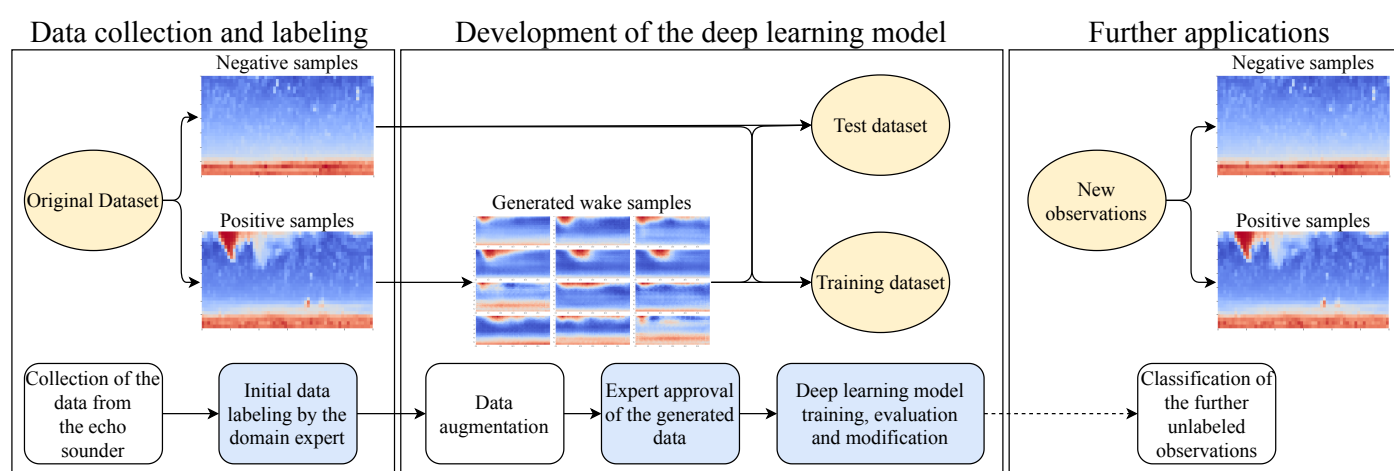 Data collection and labeling
Development of the deep learning model
Further applications
Negative samples
Original Dataset
Positive samples
Generated wake samples
Test dataset
Training dataset
Negative samples
New
observations
Positive samples
Collection of the
data from
the echo
sounder
Initial data
labeling by the
domain expert
Data
augmentation
Expert approval
of the generated
data
Deep learning model
training, evaluation
and modification
Classification of
the further
unlabeled
observations